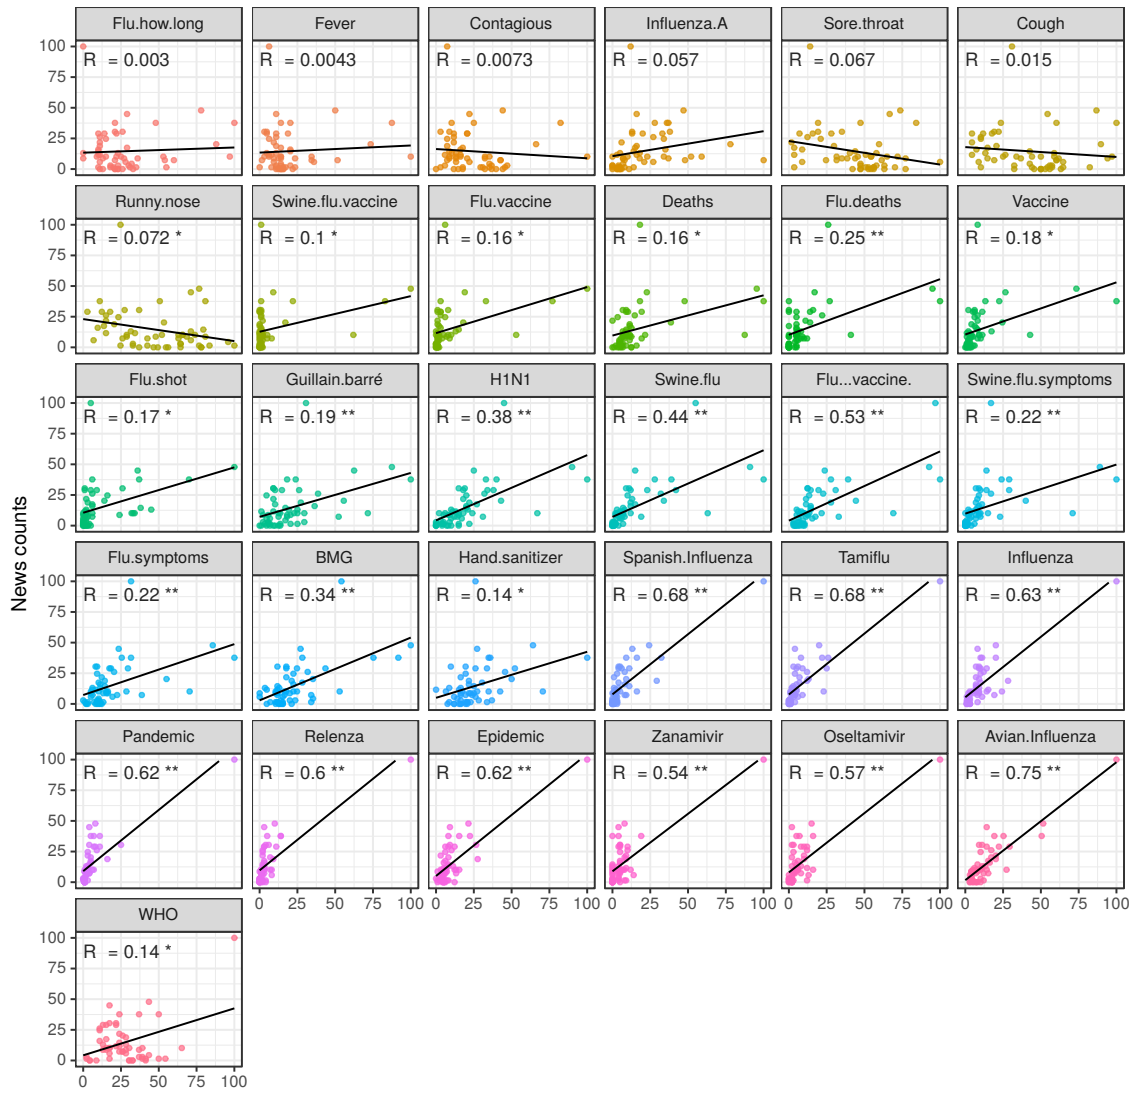 Flu.how.long Fever Contagious Influenza.A Sore.throat Cough
100 R = 0.003 R = 0.0043 R = 0.0073 R = 0.057 R = 0.067 R = 0.015
75
50
25
0
Runny.nose Swine.flu.vaccine Flu.vaccine Deaths Flu.deaths Vaccine
100 R = 0.072 * R = 0.1 * R = 0.16 * R = 0.16 * R = 0.25 ** R = 0.18 *
75
50
25
0
Flu.shot Guillain.barré H1N1 Swine.flu Flu...vaccine. Swine.flu.symptoms
100 R = 0.17 * R = 0.19 ** R = 0.38 ** R = 0.44 ** R = 0.53 ** R = 0.22 **
75
50
25
0
News counts
Flu.symptoms BMG Hand.sanitizer Spanish.Influenza Tamiflu Influenza
100 R = 0.22 ** R = 0.34 ** R = 0.14 * R = 0.68 ** R = 0.68 ** R = 0.63 **
75
50
25
0
Pandemic Relenza Epidemic Zanamivir Oseltamivir Avian.Influenza
100 R = 0.62 ** R = 0.6 ** R = 0.62 ** R = 0.54 ** R = 0.57 ** R = 0.75 **
75
50
25
0
0 25 50 75 100 0 25 50 75 100 0 25 50 75 100 0 25 50 75 100 0 25 50 75 100
WHO
100 R = 0.14 *
75
50
25
0
0 25 50 75 100